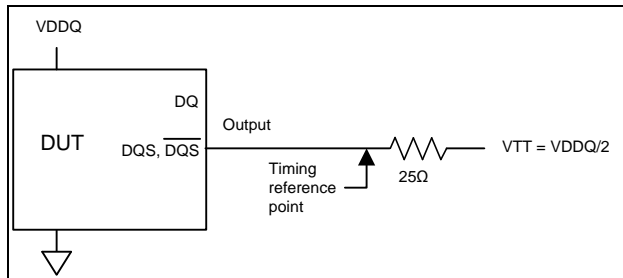 VDDQ
DQ
DUT
Output
DQS, DQS
Timing
reference
point
25Ω
VTT = VDDQ/2